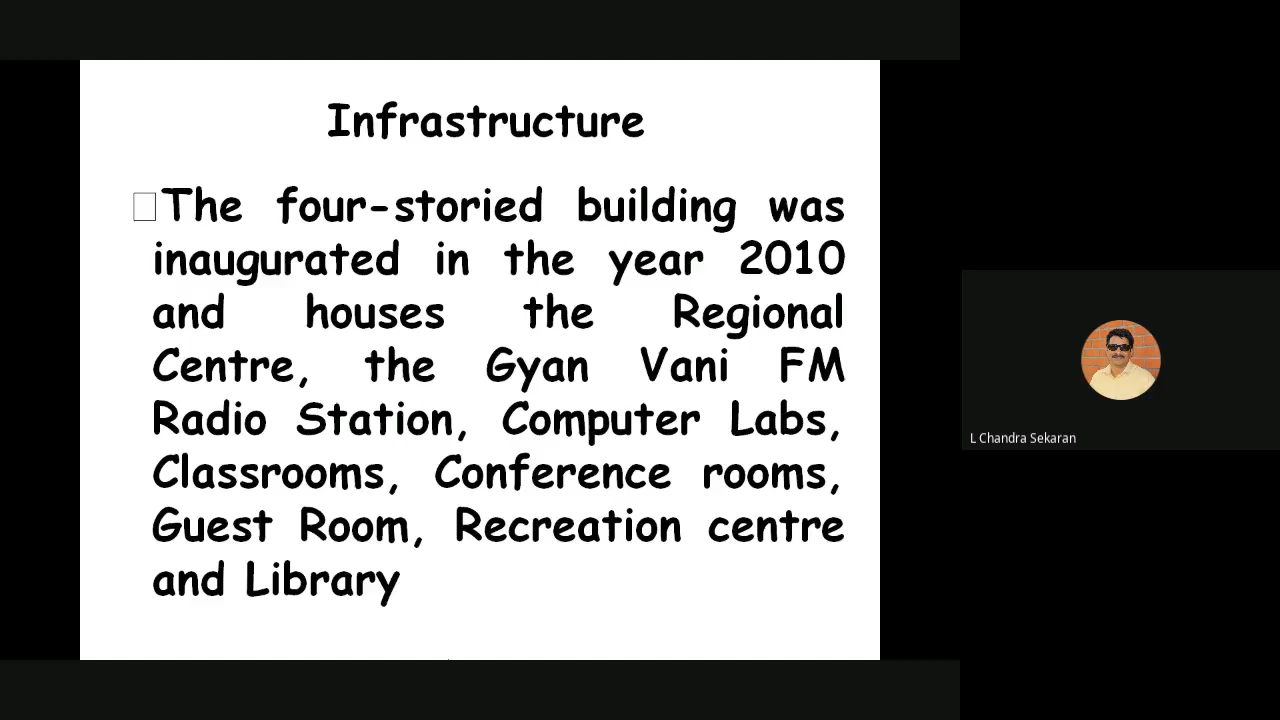 Infrastructure
The four-storied building was
inaugurated in the year 2010
and houses the Regional
Centre, the Gyan Vani FM
Radio Station, Computer Labs,
Classrooms, Conference rooms,
Guest Room, Recreation centre
and Library
L Chandra Sekaran